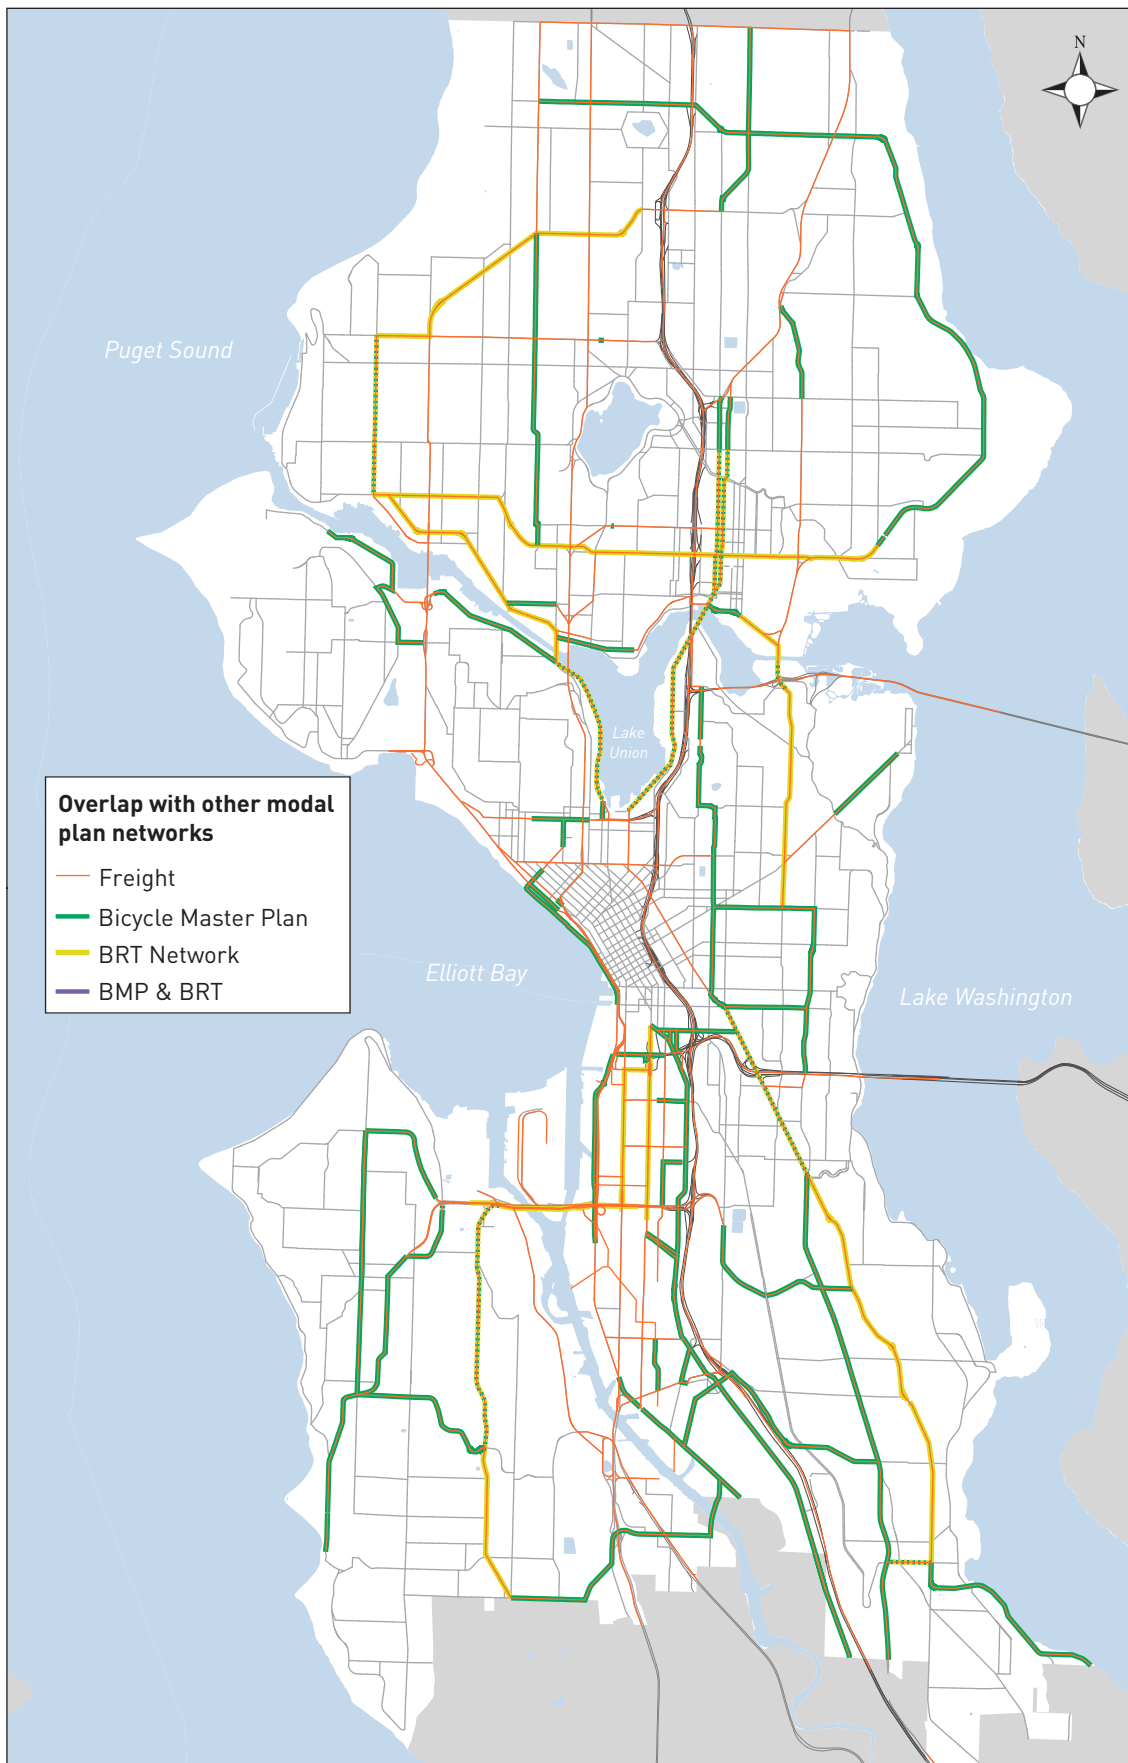 N
Puget Sound
Lake
Union
Overlap with other modal
plan networks
Freight
Bicycle Master Plan
BRT Network
BMP & BRT
Elliott Bay
Lake Washington